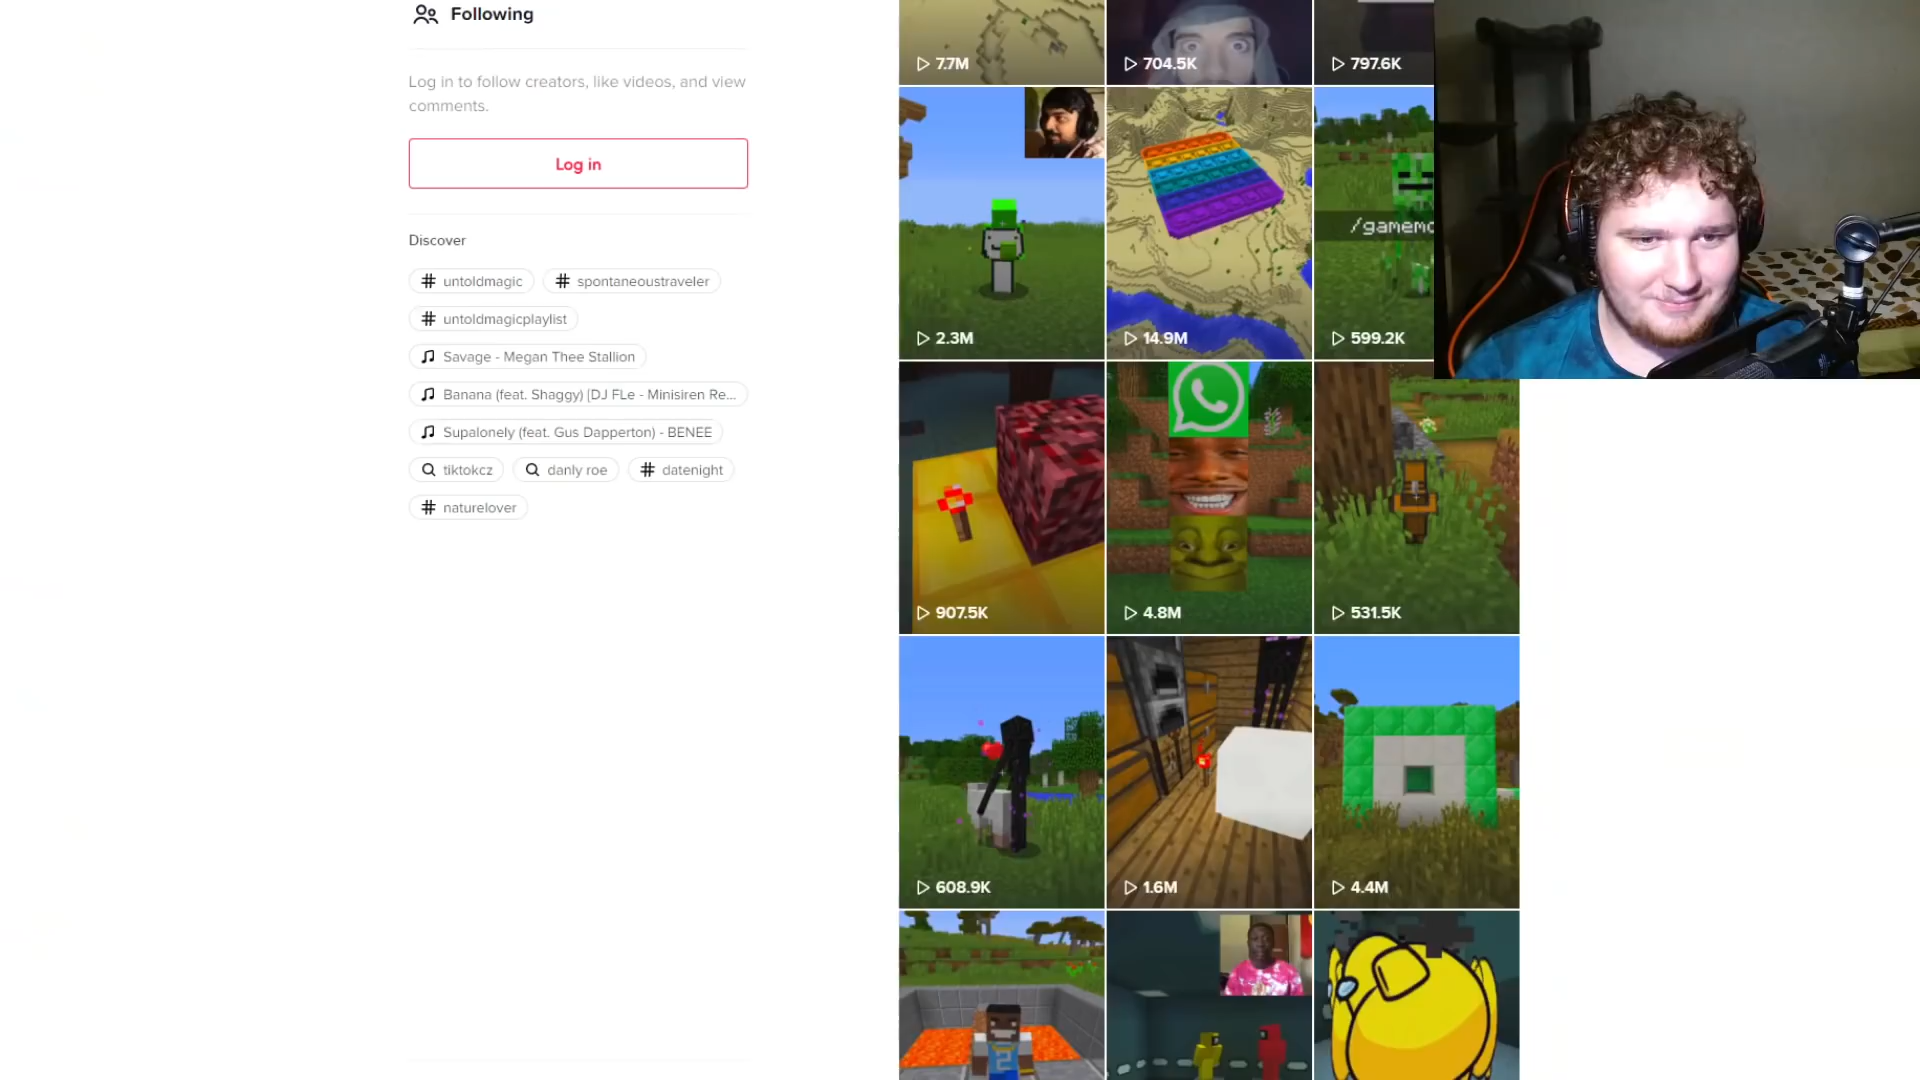 Following
Log in to follow creators, like videos, and view
comments.
Log in
Discover
# untoldmagic
# spontaneoustraveler
# untoldmagicplaylist
Savage - Megan Thee Stallion
Banana (feat. Shaggy) [DJ FLe - Minisiren Re...
Supalonely (feat. Gus Dapperton) - BENEE
tiktokcz
danly roe
# datenight
# naturelover
7.7M
704.5K
797.6K
2.3M
14.9M
/gamemo
599.2K
907.5K
4.8M
531.5K
608.9K
1.6M
4.4M
2